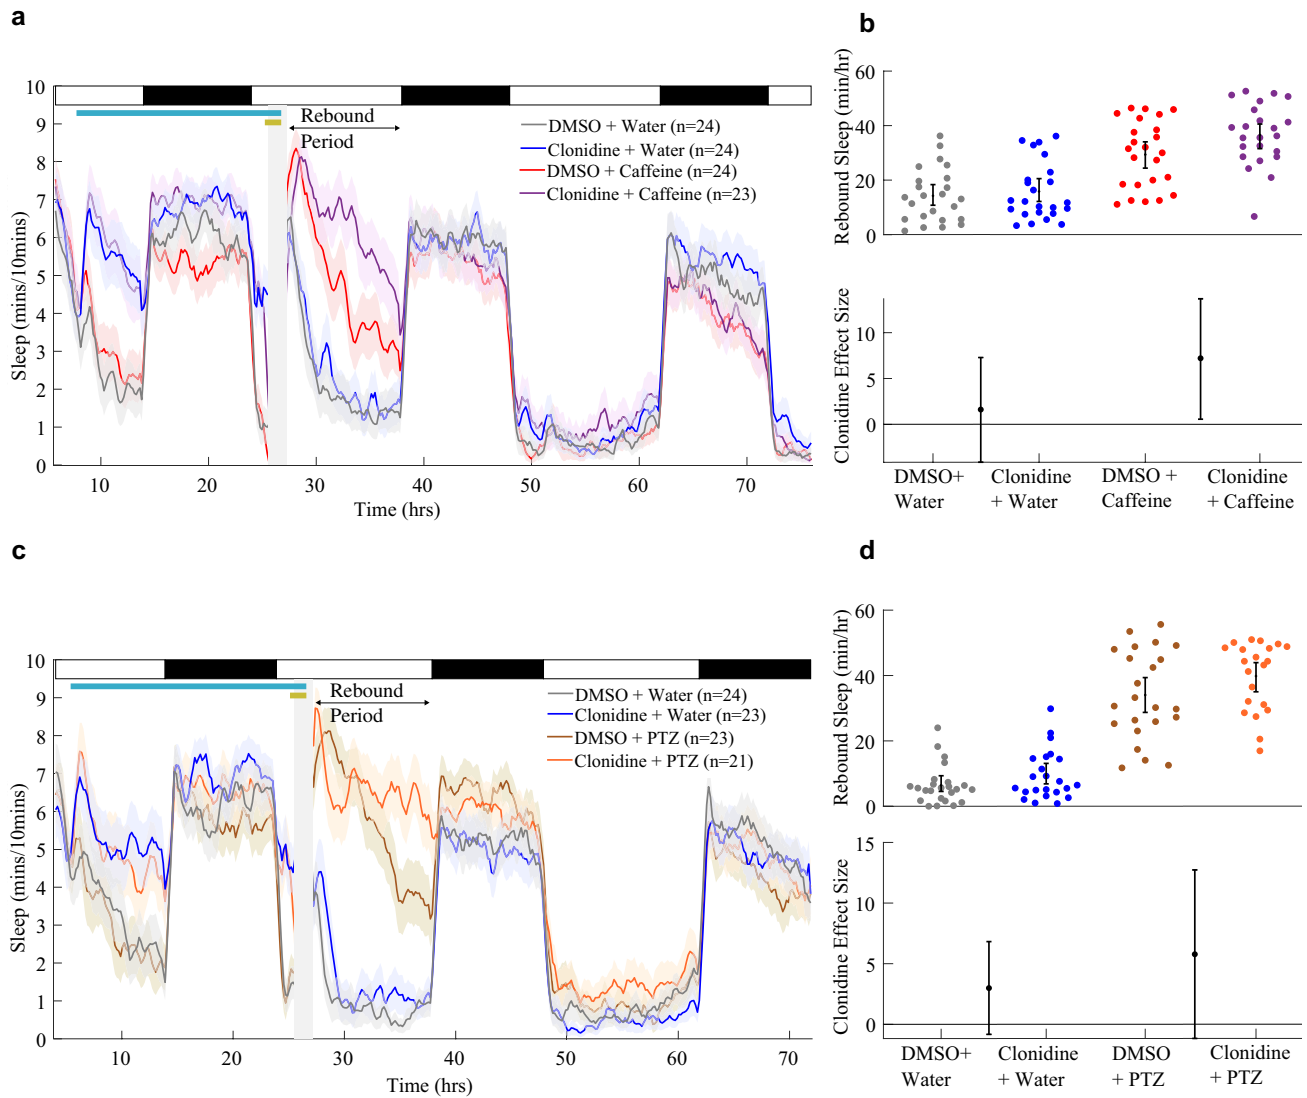 a
10
9
8
7
6
5
4
3
2
1
0
Sleep (mins/10mins)
Rebound
Period
DMSO + Water (n=24)
Clonidine + Water (n=24)
DMSO + Caffeine (n=24)
Clonidine + Caffeine (n=23)
10
20
30
40
50
60
70
Time (hrs)
b
60
40
20
0
Rebound Sleep (min/hr)
10
5
0
Clonidine Effect Size
DMSO+
Water
Clonidine
+ Water
DMSO +
Caffeine
Clonidine
+ Caffeine
c
10
9
8
7
6
5
4
3
2
1
0
Sleep (mins/10mins)
Rebound
Period
DMSO + Water (n=24)
Clonidine + Water (n=23)
DMSO + PTZ (n=23)
Clonidine + PTZ (n=21)
10
20
30
40
50
60
70
Time (hrs)
d
60
40
20
0
Rebound Sleep (min/hr)
15
10
5
0
Clonidine Effect Size
DMSO+
Water
Clonidine
+ Water
DMSO
+ PTZ
Clonidine
+ PTZ